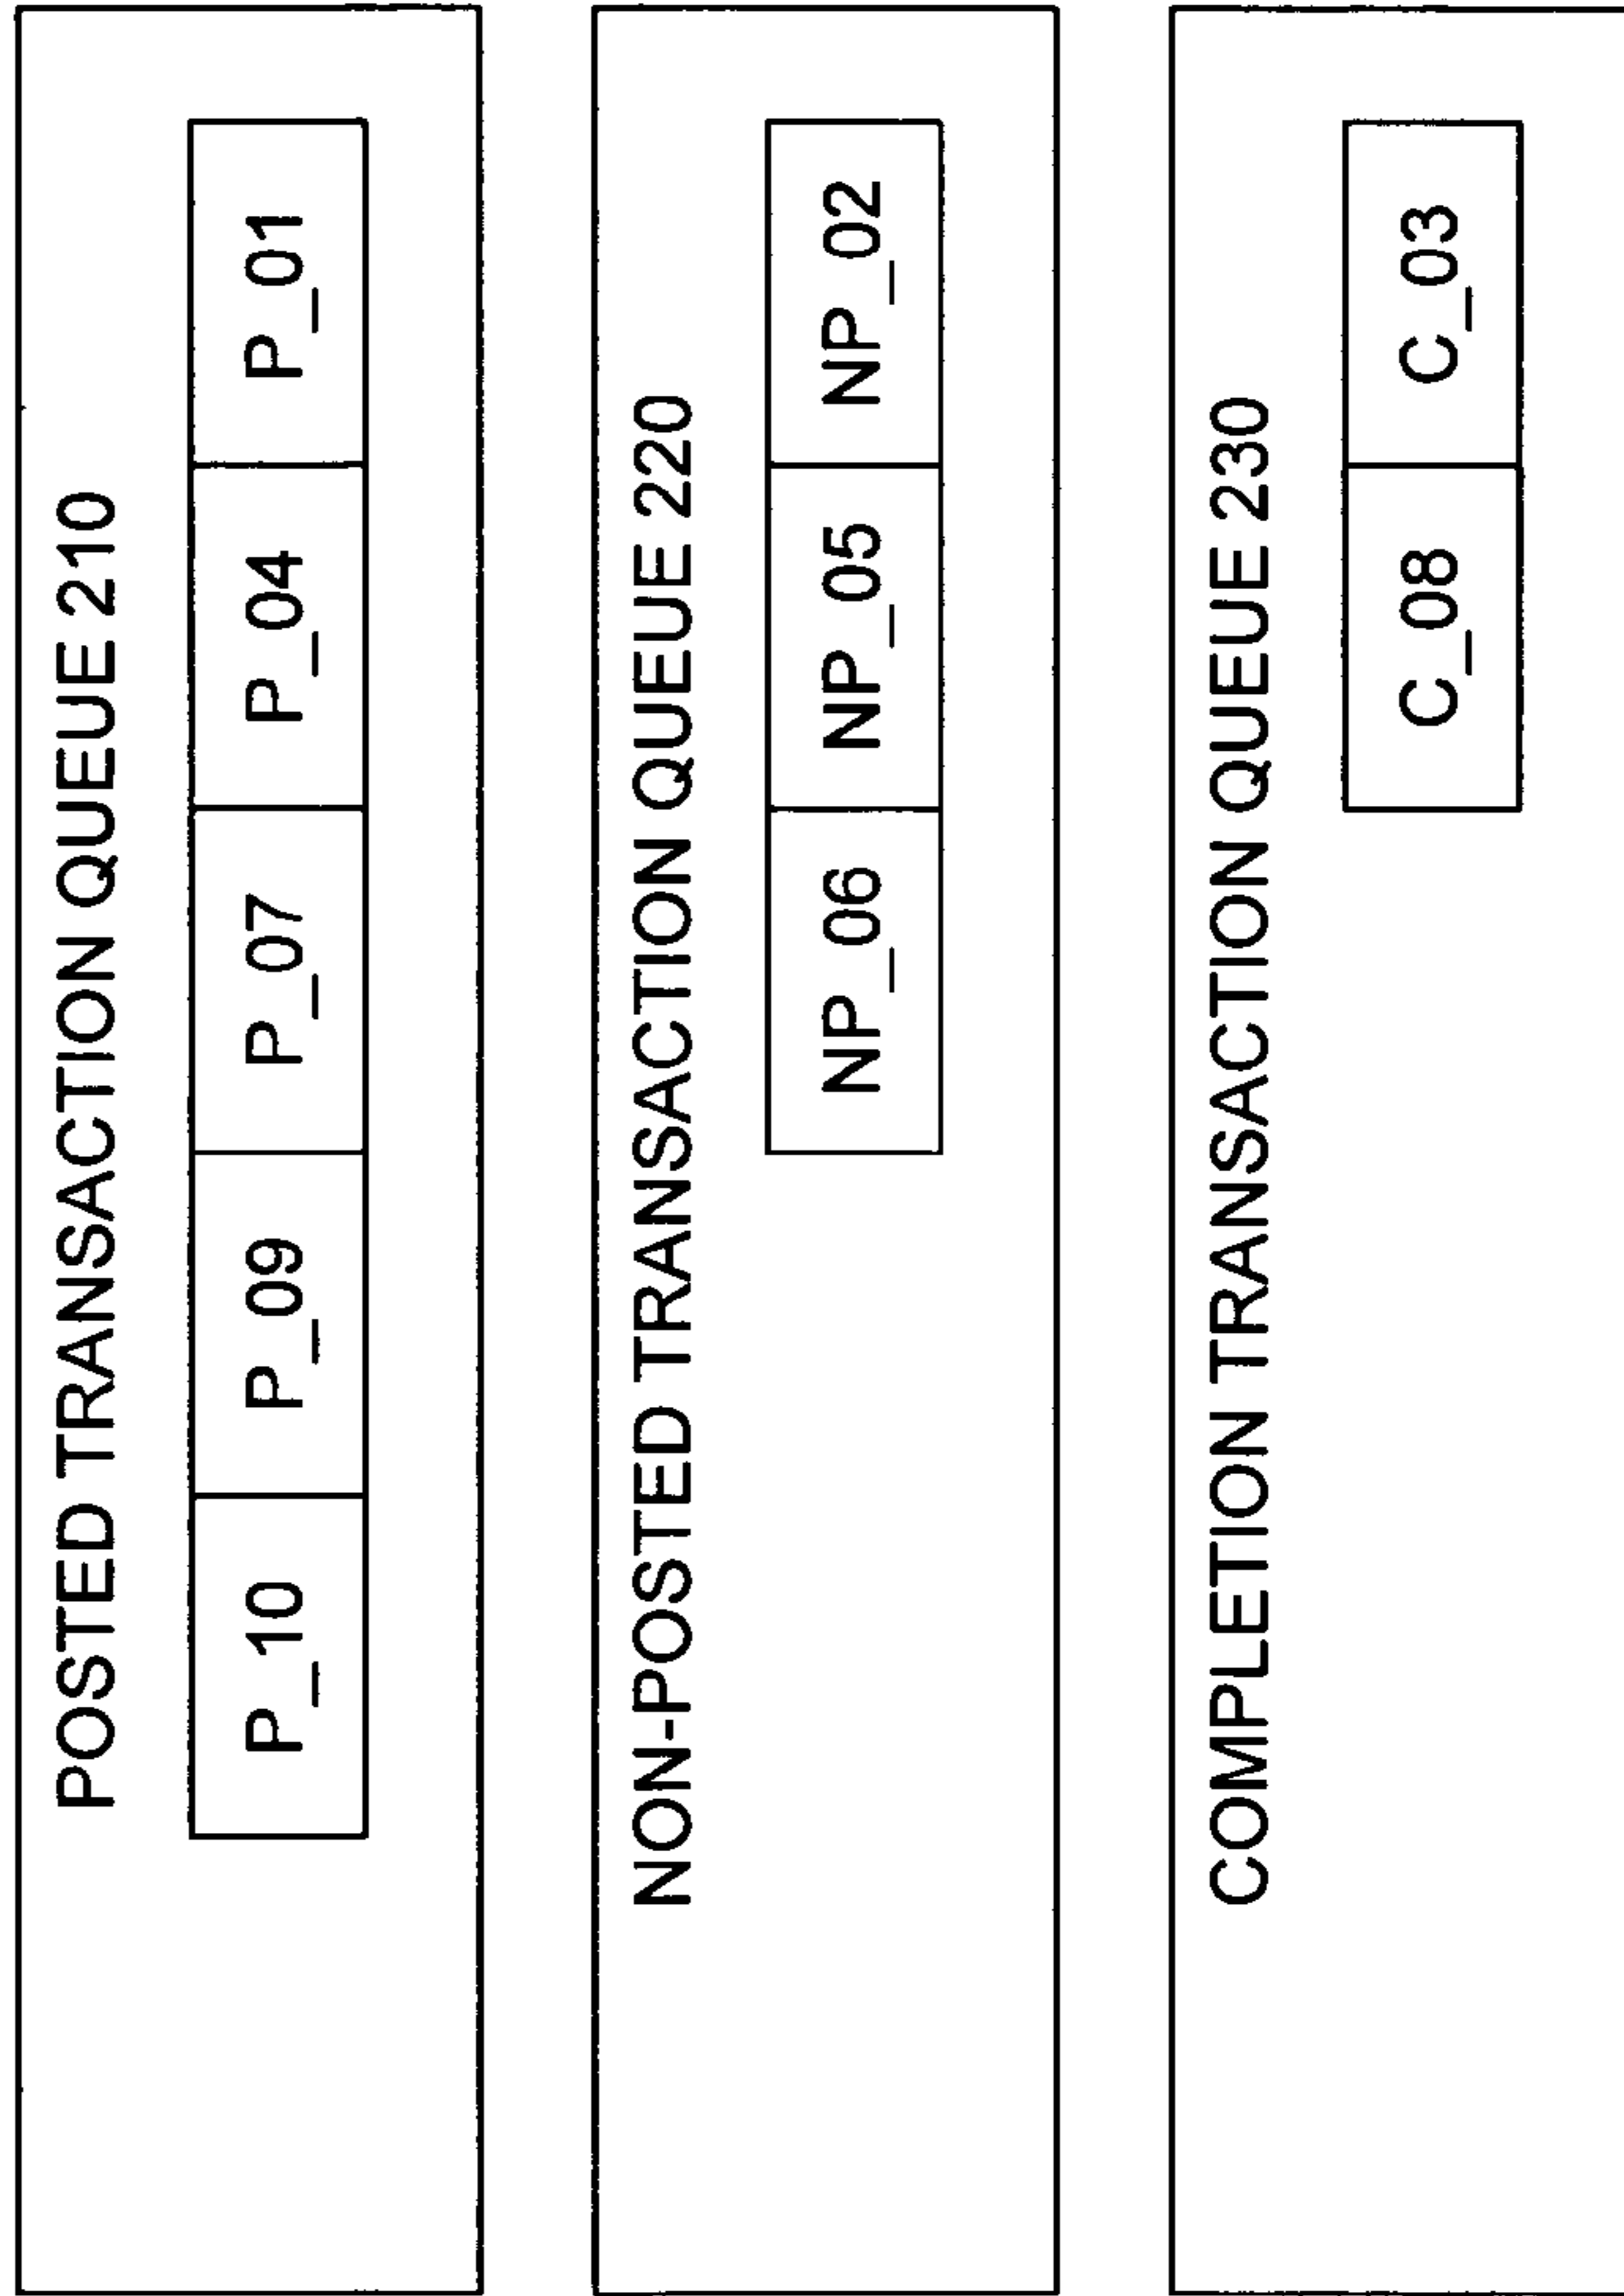 POSTED TRANSACTION QUEUE 210
P_10 P_09 P_07 P_04 P_01
NON-POSTED TRANSACTION QUEUE 220
NP_06 NP_05 NP_02
COMPLETION TRANSACTION QUEUE 230
C_08 C_03